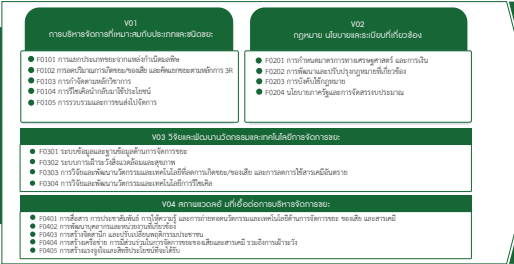 V01
การบริหารจัดการที่เหมาะสมกับประเภทและชนิดขยะ
F0101 การแยกประเภทขยะจากแหล่งกำเนิดมลพิษ
F0102 การลดปริมาณการเกิดขยะ/ของเสีย และคัดแยกขยะตามหลักการ 3R
F0103 การกำจัดตามหลักวิชาการ
F0104 การรีไซเคิลนำกลับมาใช้ประโยชน์
F0105 การรวบรวมและการขนส่งไปจัดการ
V02
กฎหมาย นโยบายและระเบียบที่เกี่ยวข้อง
F0201 การกำหนดมาตรการทางเศรษฐศาสตร์ และการเงิน
F0202 การพัฒนาและปรับปรุงกฎหมายที่เกี่ยวข้อง
F0203 การบังคับใช้กฎหมาย
F0204 นโยบายภาครัฐและการจัดสรรงบประมาณ
V03 วิจัยและพัฒนานวัตกรรมและเทคโนโลยีการจัดการขยะ
F0301 ระบบข้อมูลและฐานข้อมูลด้านการจัดการขยะ
F0302 ระบบการเฝ้าระวังสิ่งแวดล้อมและสุขภาพ
F0303 การวิจัยและพัฒนานวัตกรรมและเทคโนโลยีที่ลดการเกิดขยะ/ของเสีย และการลดการใช้สารเคมีอันตราย
F0304 การวิจัยและพัฒนานวัตกรรมและเทคโนโลยีการรีไซเคิล
V04 สภาพแวดล้อมที่เอื้อต่อการบริหารจัดการขยะ
F0401 การสื่อสาร การประชาสัมพันธ์ การให้ความรู้ และการถ่ายทอดนวัตกรรมและเทคโนโลยีด้านการจัดการขยะ ของเสีย และสารเคมี
F0402 การพัฒนาบุคลากรและหน่วยงานที่เกี่ยวข้อง
F0403 การสร้างจิตสำนึก และปรับเปลี่ยนพฤติกรรมประชาชน
F0404 การสร้างเครือข่าย การมีส่วนร่วมในการจัดการขยะของเสียและสารเคมี รวมถึงการเฝ้าระวัง
F0405 การสร้างแรงจูงใจและสิทธิประโยชน์ที่จะได้รับ